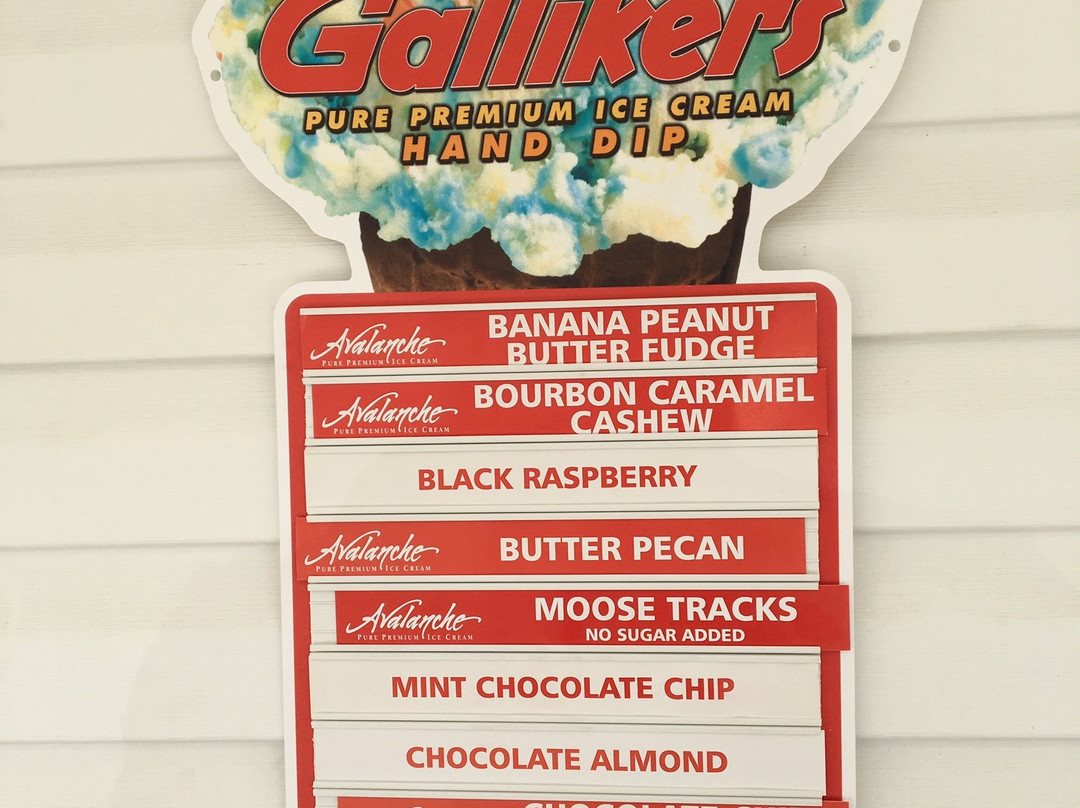 Galliker's
PURE PREMIUM ICE CREAM
HAND DIP
Avalanche
PURE PREMIUM ICE CREAM
BANANA PEANUT
BUTTER FUDGE
Avalanche
PURE PREMIUM ICE CREAM
BOURBON CARAMEL
CASHEW
BLACK RASPBERRY
Avalanche
PURE PREMIUM ICE CREAM
BUTTER PECAN
Avalanche
PURE PREMIUM ICE CREAM
MOOSE TRACKS
NO SUGAR ADDED
MINT CHOCOLATE CHIP
CHOCOLATE ALMOND